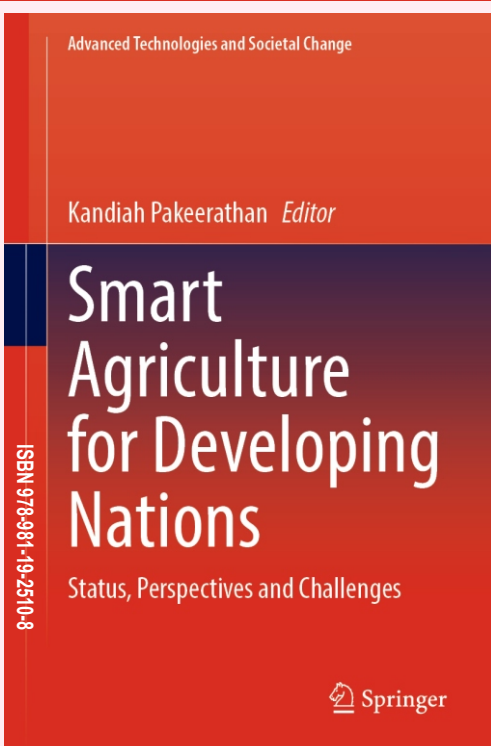 Advanced Technologies and Societal Change
Kandiah Pakeerathan Editor
Smart
Agriculture
for Developing
Nations
Status, Perspectives and Challenges
ISBN 978-981-19-2510-8
Springer